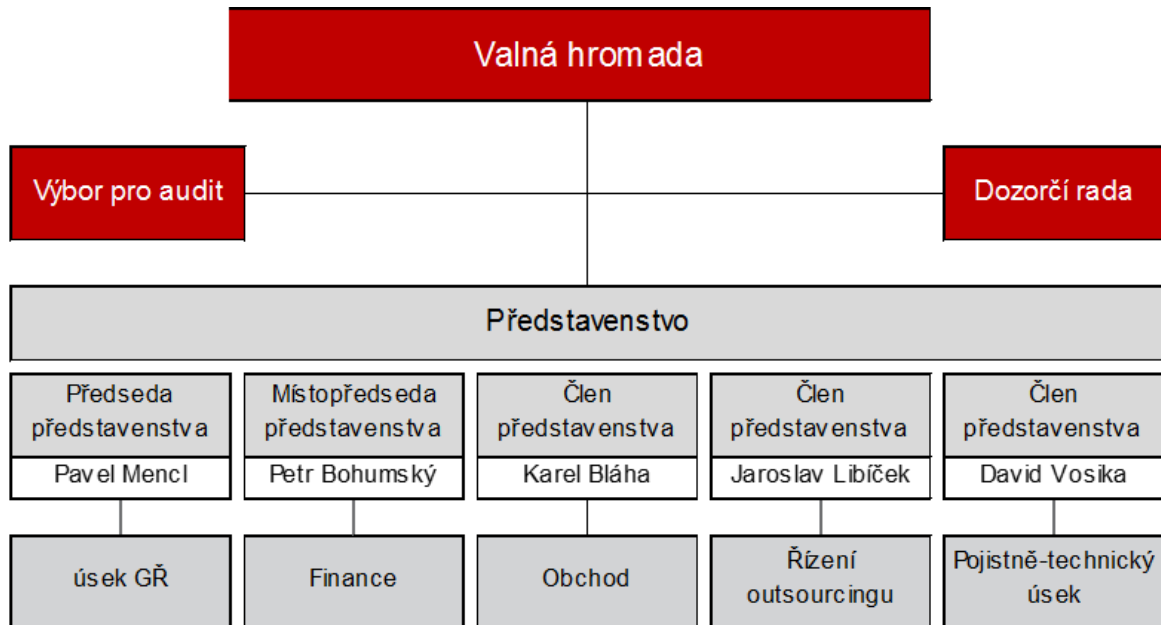 Valná hromada
Výbor pro audit
Dozorčí rada
Představenstvo
Předseda
představenstva
Pavel Mencl
Místopředseda
představenstva
Petr Bohumský
Člen
představenstva
Karel Bláha
Člen
představenstva
Jaroslav Libíček
Člen
představenstva
David Vosika
úsek GŘ
Finance
Obchod
Řízení
outsourcingu
Pojistně-technický
úsek